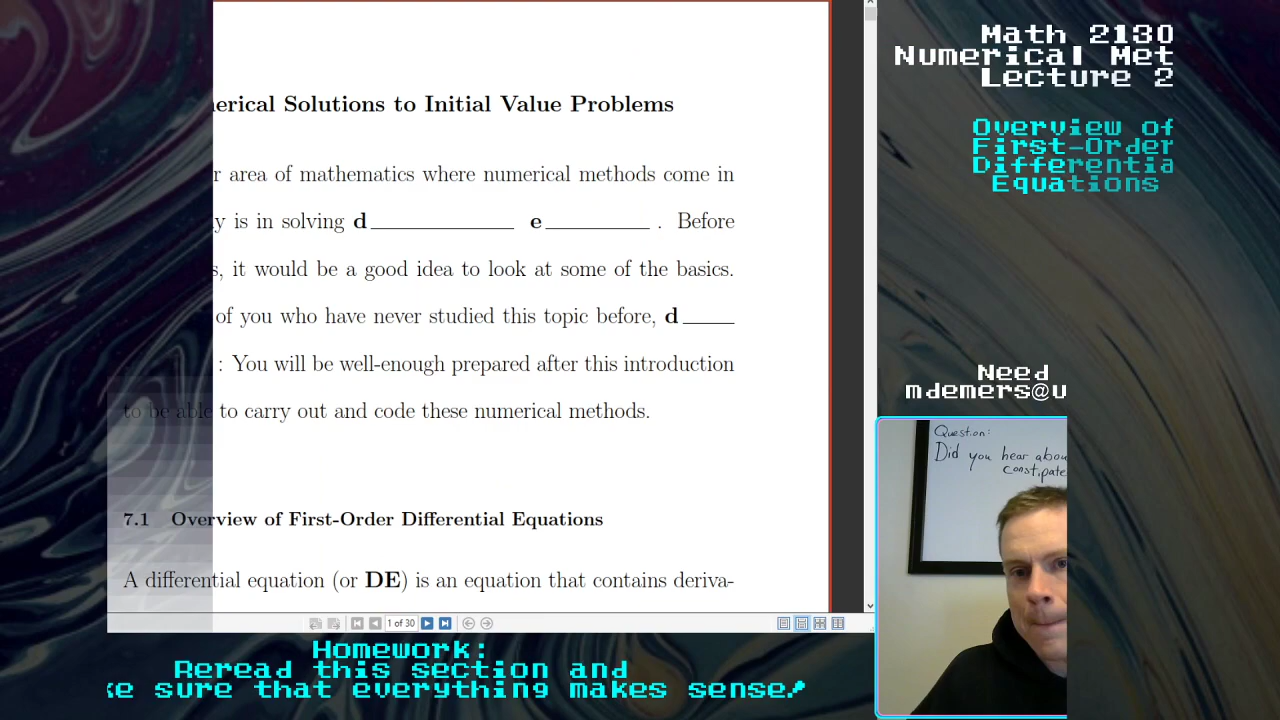 Math 2130
Numerical Met
Lecture 2
Overview of
First-Order
Differentia
Equations
erical Solutions to Initial Value Problems
r area of mathematics where numerical methods come in
y is in solving d__________ e__________ . Before
s, it would be a good idea to look at some of the basics.
of you who have never studied this topic before, d____
: You will be well-enough prepared after this introduction
to be able to carry out and code these numerical methods.
7.1 Overview of First-Order Differential Equations
A differential equation (or DE) is an equation that contains deriva-
1 of 30
Need
mdemers@u
Question:
Did you hear abou
constipate
Homework:
Reread this section and
ke sure that everything makes sense!